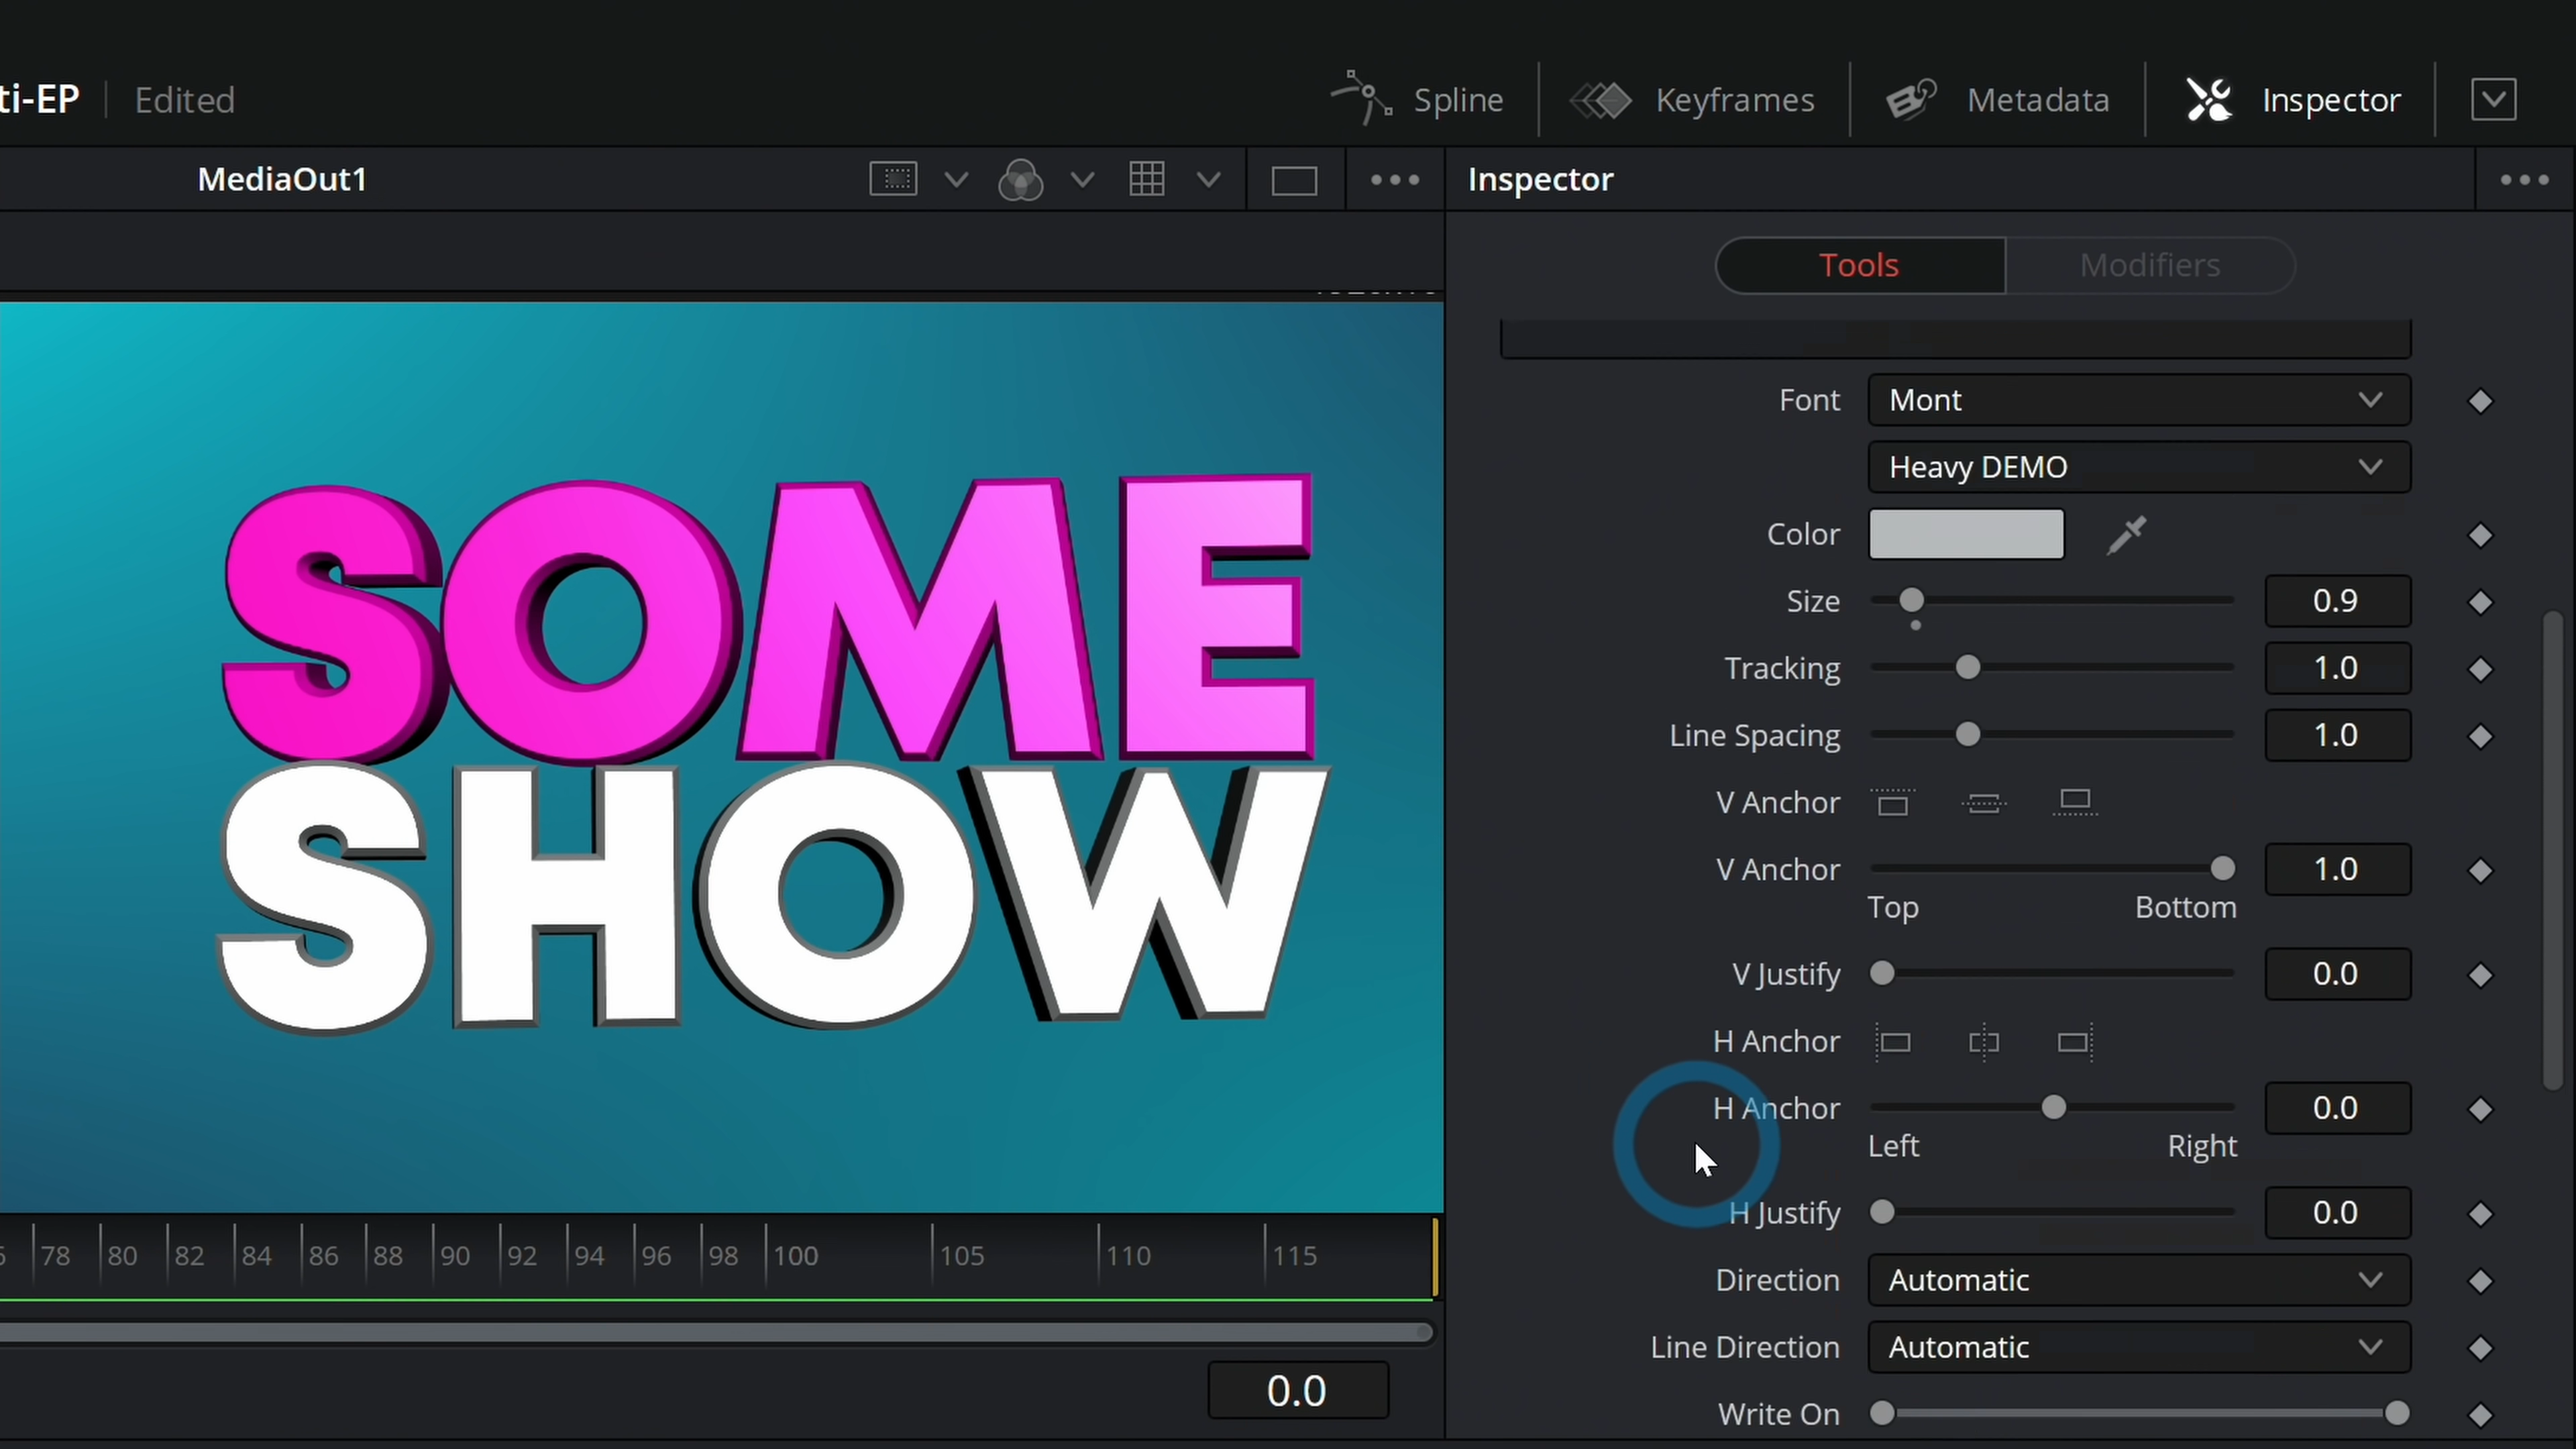 ti-EP Edited Spline Keyframes Metadata Inspector
MediaOut1
Inspector
Tools Modifiers
SOME
SHOW
Font Mont
Heavy DEMO
Color
Size 0.9
Tracking 1.0
Line Spacing 1.0
V Anchor
V Anchor 1.0
Top Bottom
V Justify 0.0
H Anchor
H Anchor 0.0
Left Right
H Justify 0.0
Direction Automatic
Line Direction Automatic
Write On
78 80 82 84 86 88 90 92 94 96 98 100 105 110 115
0.0